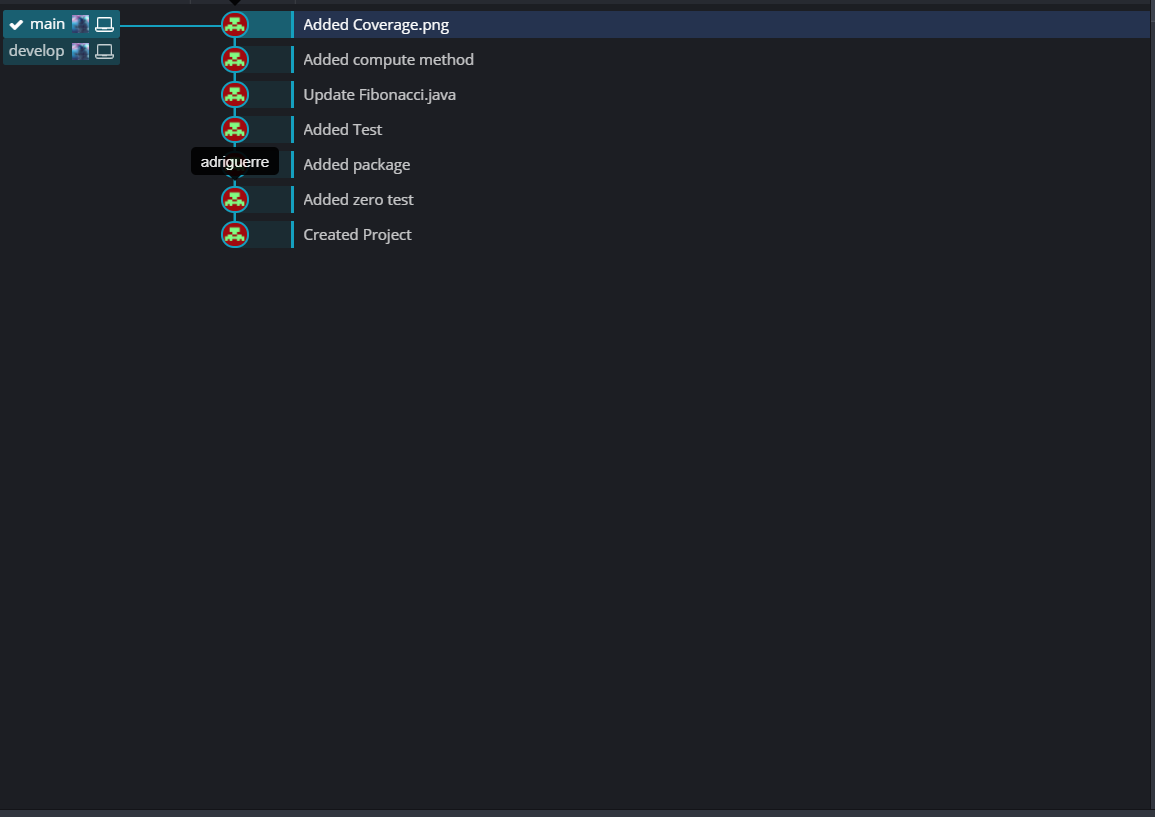 main
Added Coverage.png
develop
Added compute method
Update Fibonacci.java
Added Test
adriguerre
Added package
Added zero test
Created Project